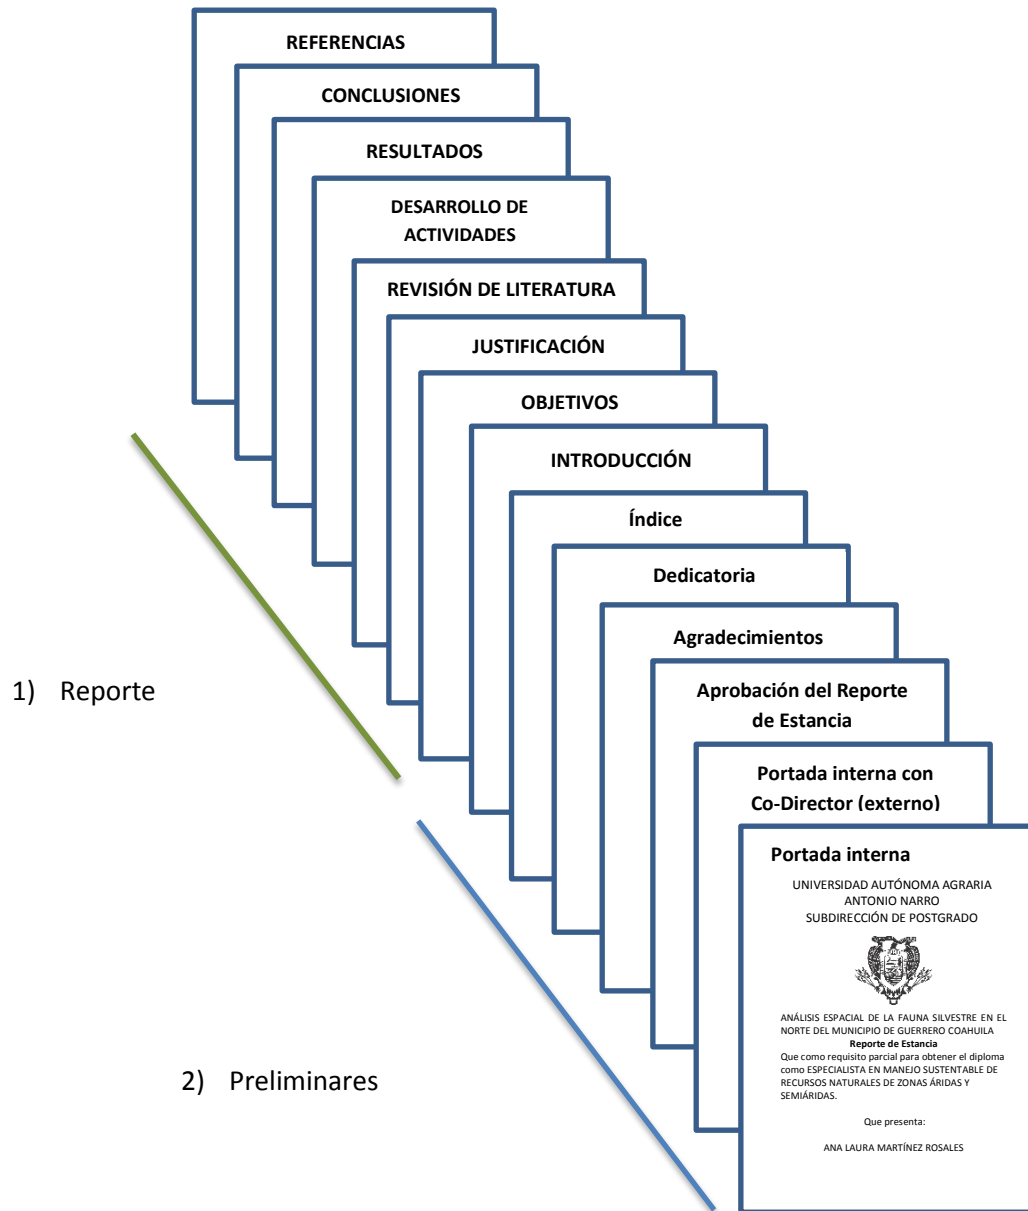 REFERENCIAS
CONCLUSIONES
RESULTADOS
DESARROLLO DE
ACTIVIDADES
REVISIÓN DE LITERATURA
JUSTIFICACIÓN
OBJETIVOS
INTRODUCCIÓN
Índice
Dedicatoria
Agradecimientos
1) Reporte
Aprobación del Reporte
de Estancia
Portada interna con
Co-Director (externo)
Portada interna
UNIVERSIDAD AUTÓNOMA AGRARIA
ANTONIO NARRO
SUBDIRECCIÓN DE POSTGRADO
ANÁLISIS ESPACIAL DE LA FAUNA SILVESTRE EN EL
NORTE DEL MUNICIPIO DE GUERRERO COAHUILA
Reporte de Estancia
Que como requisito parcial para obtener el diploma
como ESPECIALISTA EN MANEJO SUSTENTABLE DE
RECURSOS NATURALES DE ZONAS ÁRIDAS Y
SEMIÁRIDAS.
Que presenta:
ANA LAURA MARTÍNEZ ROSALES
2) Preliminares